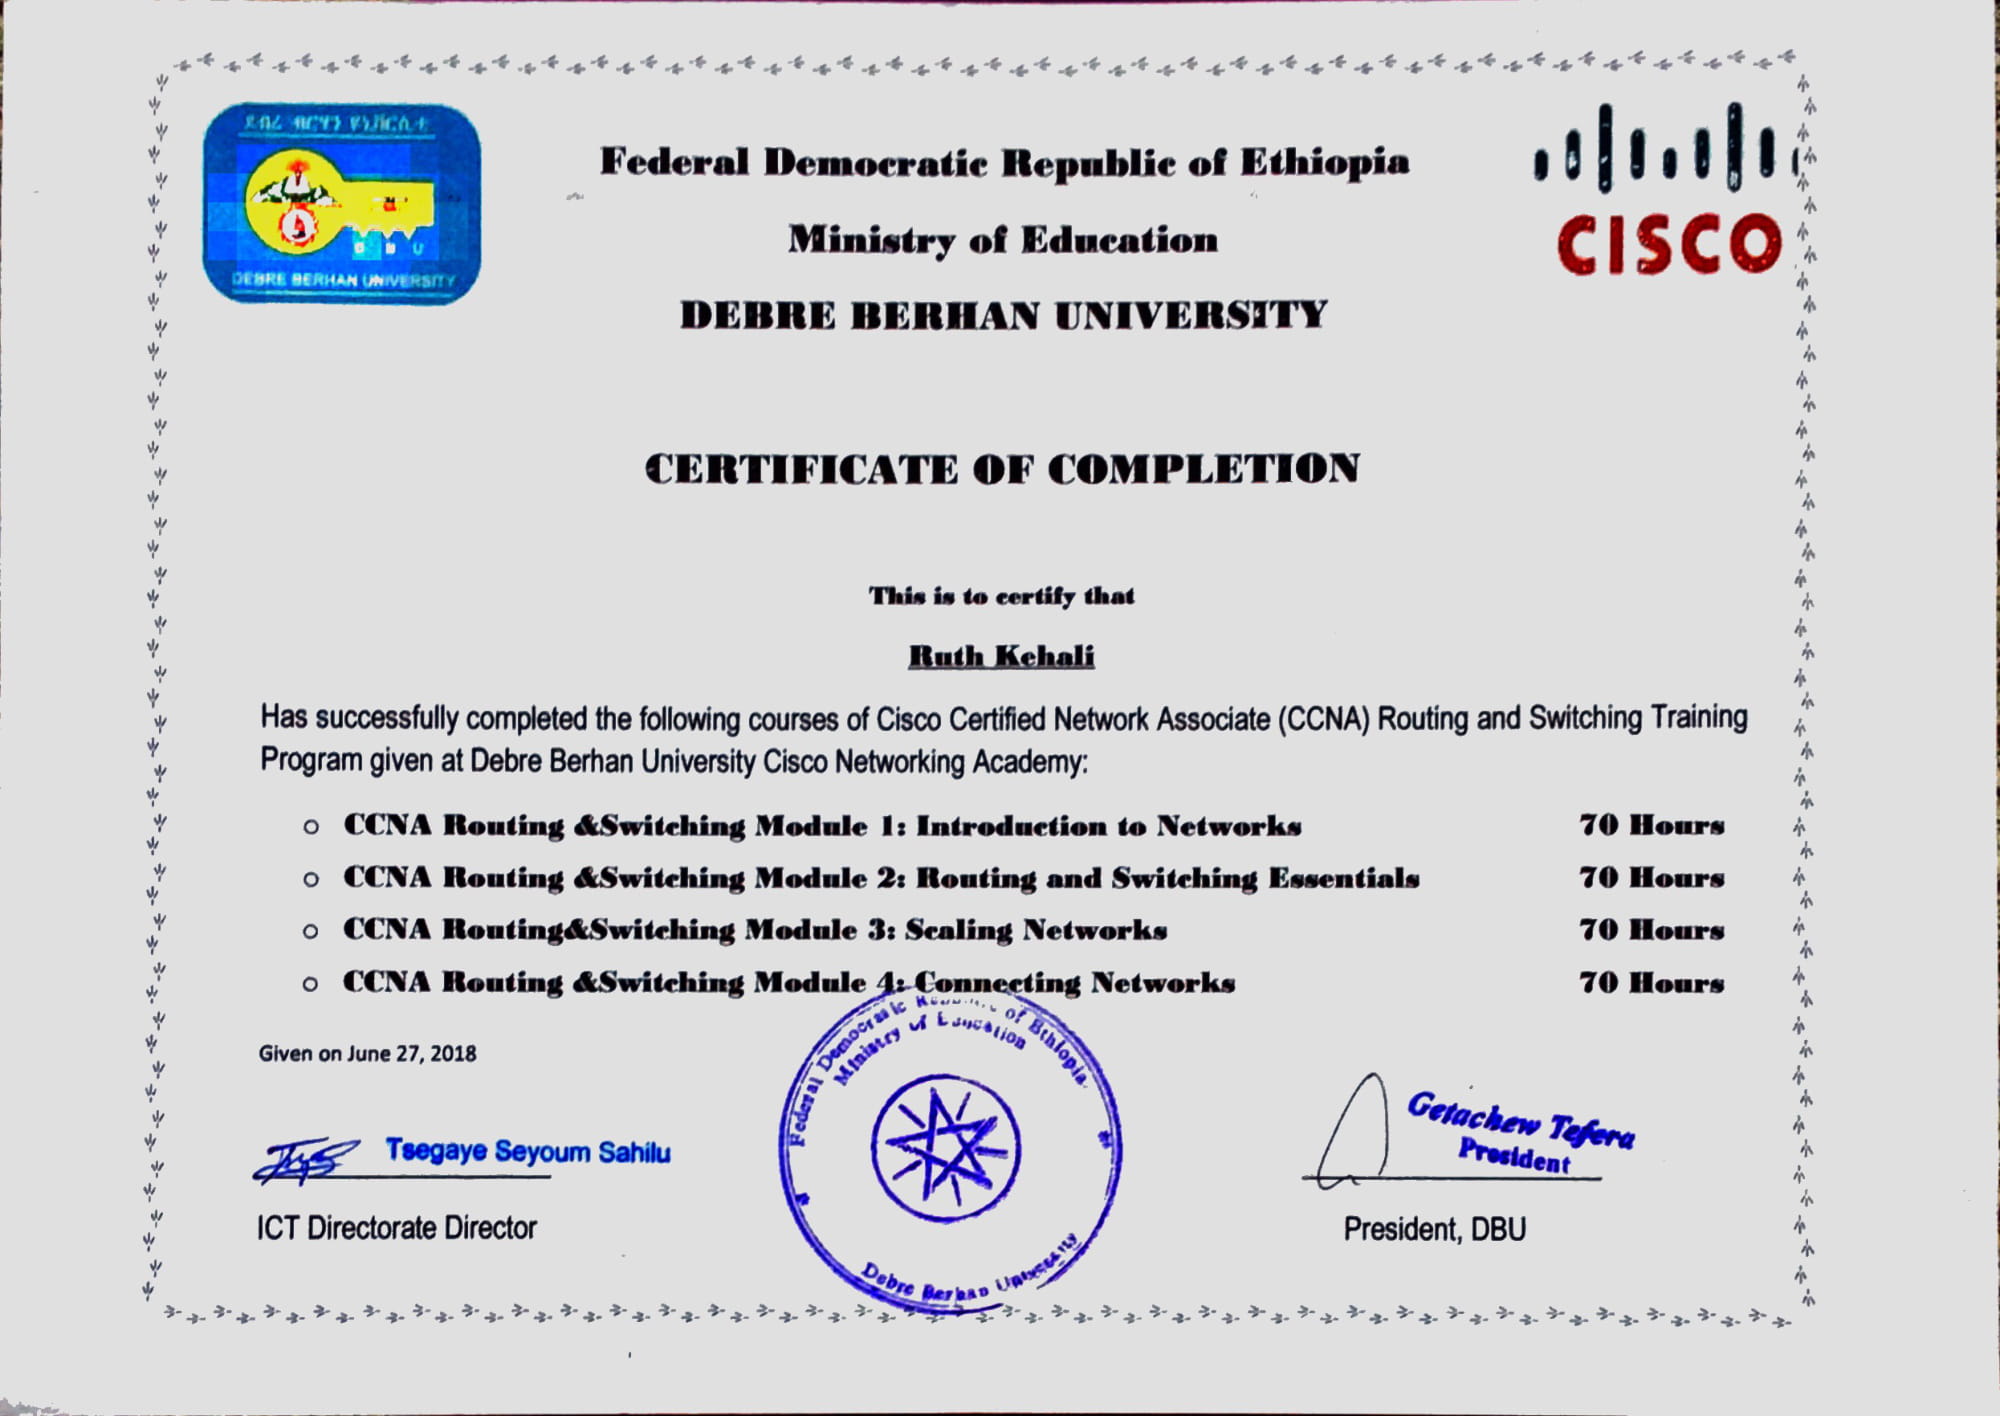 ደብረ ብርሃን ዩኒቨርሲቲ
D B U
DEBRE BERHAN UNIVERSITY
CISCO
Federal Democratic Republic of Ethiopia
Ministry of Education
DEBRE BERHAN UNIVERSITY
CERTIFICATE OF COMPLETION
This is to certify that
Ruth Kehali
Has successfully completed the following courses of Cisco Certified Network Associate (CCNA) Routing and Switching Training
Program given at Debre Berhan University Cisco Networking Academy:
CCNA Routing &Switching Module 1: Introduction to Networks 70 Hours
CCNA Routing &Switching Module 2: Routing and Switching Essentials 70 Hours
CCNA Routing&Switching Module 3: Scaling Networks 70 Hours
CCNA Routing &Switching Module 4: Connecting Networks 70 Hours
Given on June 27, 2018
Federal Democratic Republic of Ethiopia
Ministry of Education
Debre Berhan University
Tsegaye Seyoum Sahilu
ICT Directorate Director
Getachew Tefera
President
President, DBU